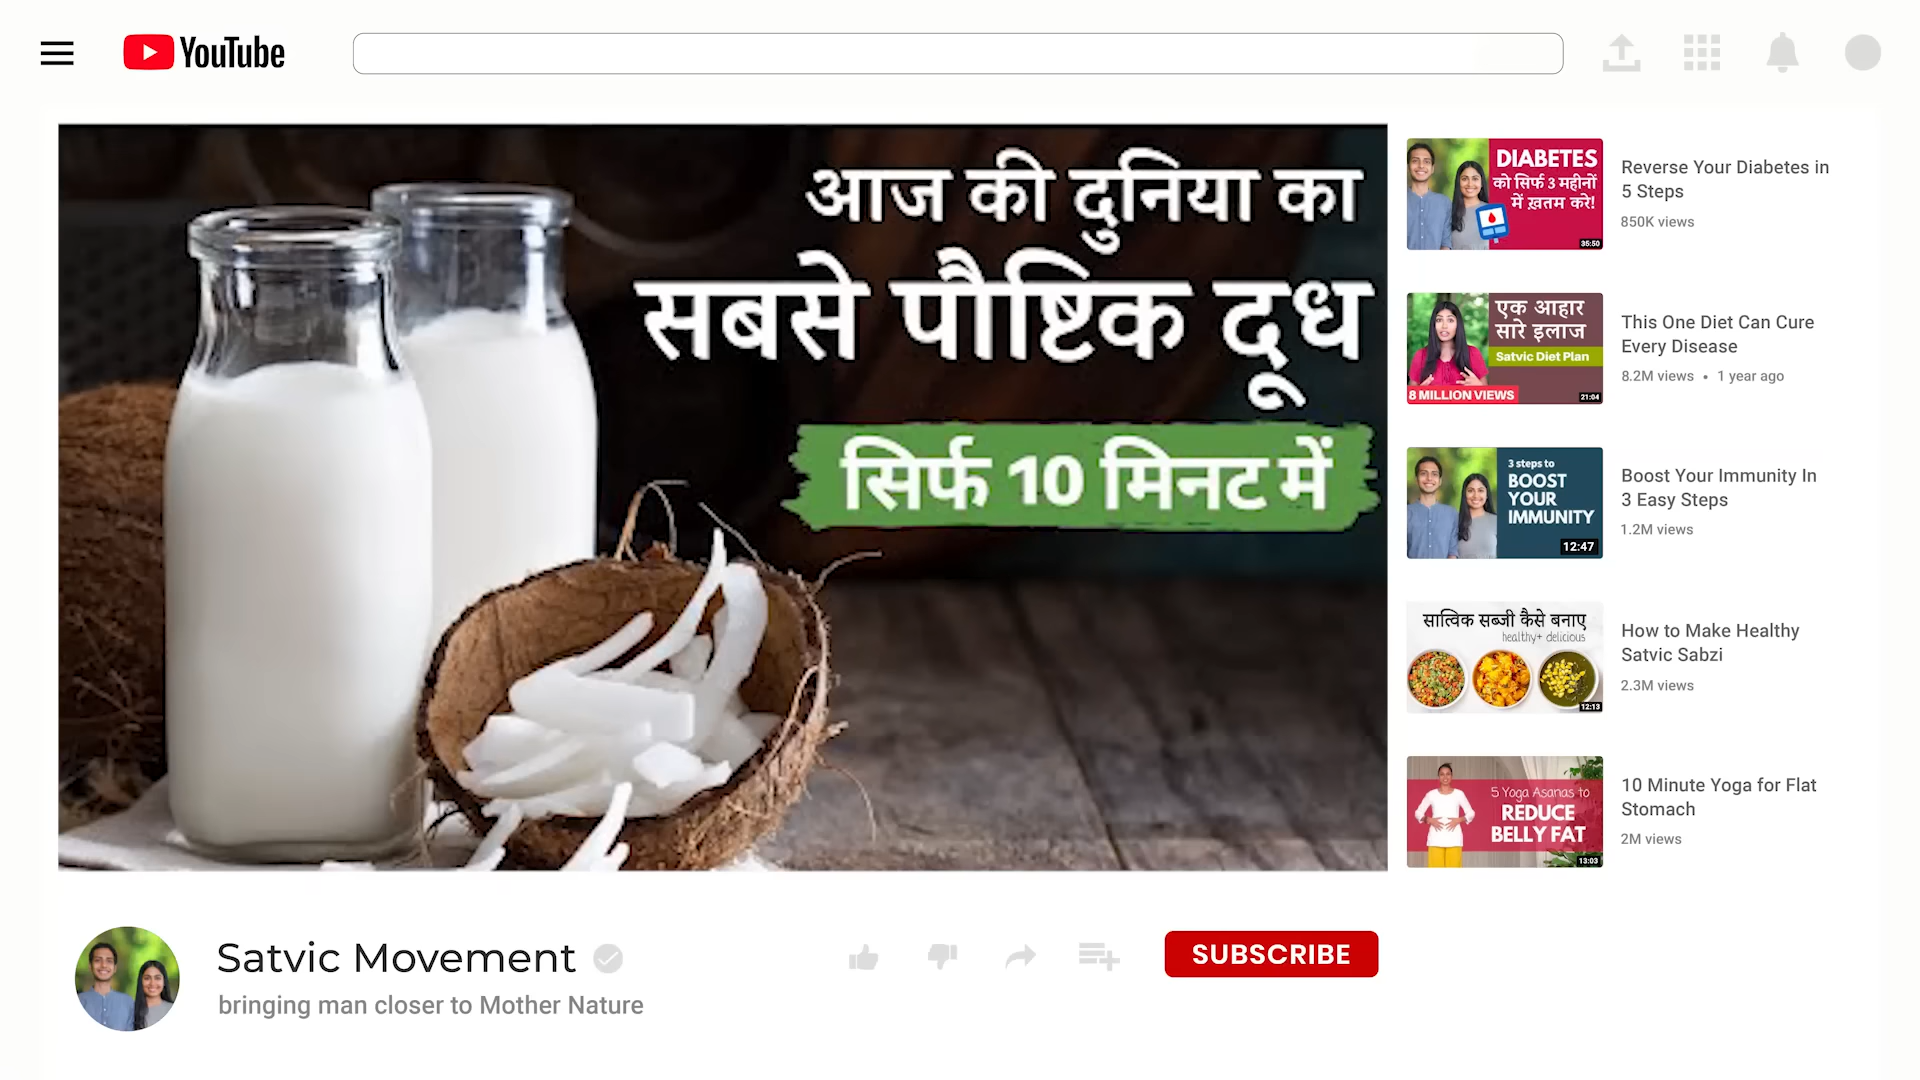 YouTube
आज की दुनिया का
सबसे पौष्टिक दूध
सिर्फ 10 मिनट में
DIABETES
को सिर्फ 3 महीनों
में ख़तम करे!
35:50
Reverse Your Diabetes in
5 Steps
850K views
एक आहार
सारे इलाज
Satvic Diet Plan
8 MILLION VIEWS
21:04
This One Diet Can Cure
Every Disease
8.2M views • 1 year ago
3 steps to
BOOST
YOUR
IMMUNITY
12:47
Boost Your Immunity In
3 Easy Steps
1.2M views
सात्विक सब्जी कैसे बनाए
healthy+ delicious
12:13
How to Make Healthy
Satvic Sabzi
2.3M views
5 Yoga Asanas to
REDUCE
BELLY FAT
13:03
10 Minute Yoga for Flat
Stomach
2M views
Satvic Movement
bringing man closer to Mother Nature
SUBSCRIBE